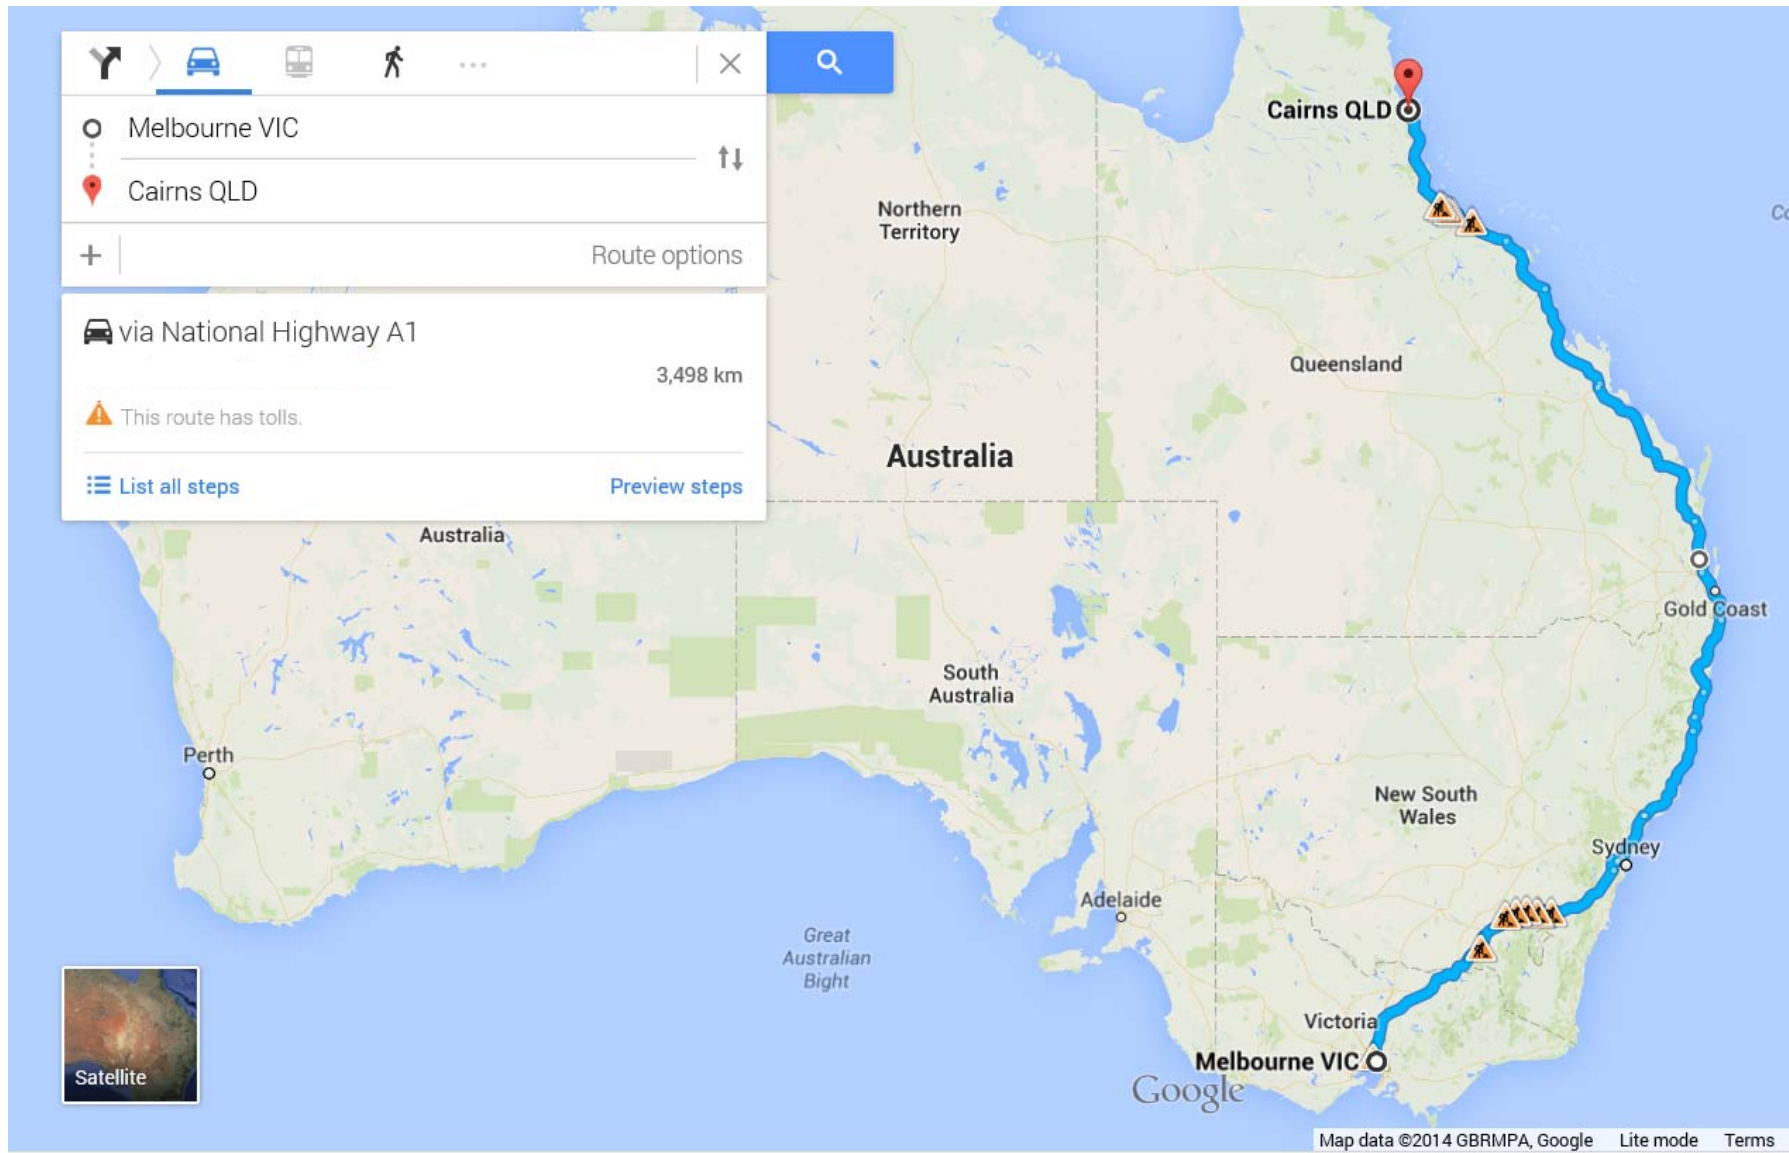 Melbourne VIC
Cairns QLD
Route options
via National Highway A1
3,498 km
This route has tolls.
List all steps
Preview steps
Cairns QLD
Northern
Territory
Queensland
Australia
Australia
Gold Coast
South
Australia
Perth
New South
Wales
Sydney
Adelaide
Great
Australian
Bight
Victoria
Melbourne VIC
Google
Satellite
Map data ©2014 GBRMPA, Google Lite mode Terms